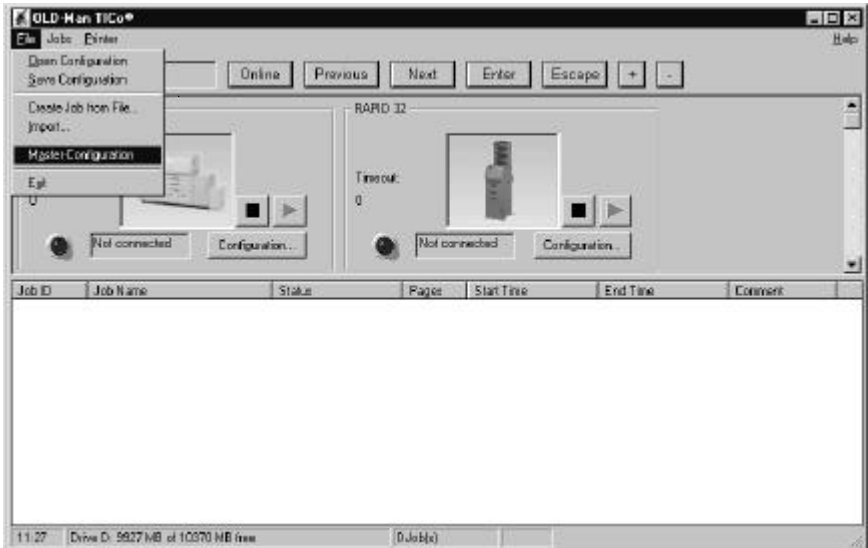 OLD-Man TICo®
File Jobs Printer Help
Open Configuration
Save Configuration
Create Job from File...
Import...
Master-Configuration
Exit
Online Previous Next Enter Escape + -
RAPID 32
Timeout:
0
0
Not connected Configuration...
Not connected Configuration...
Job ID Job Name Status Pages Start Time End Time Comment
11:27 Drive D: 9927 MB of 10370 MB free 0 Job(s)